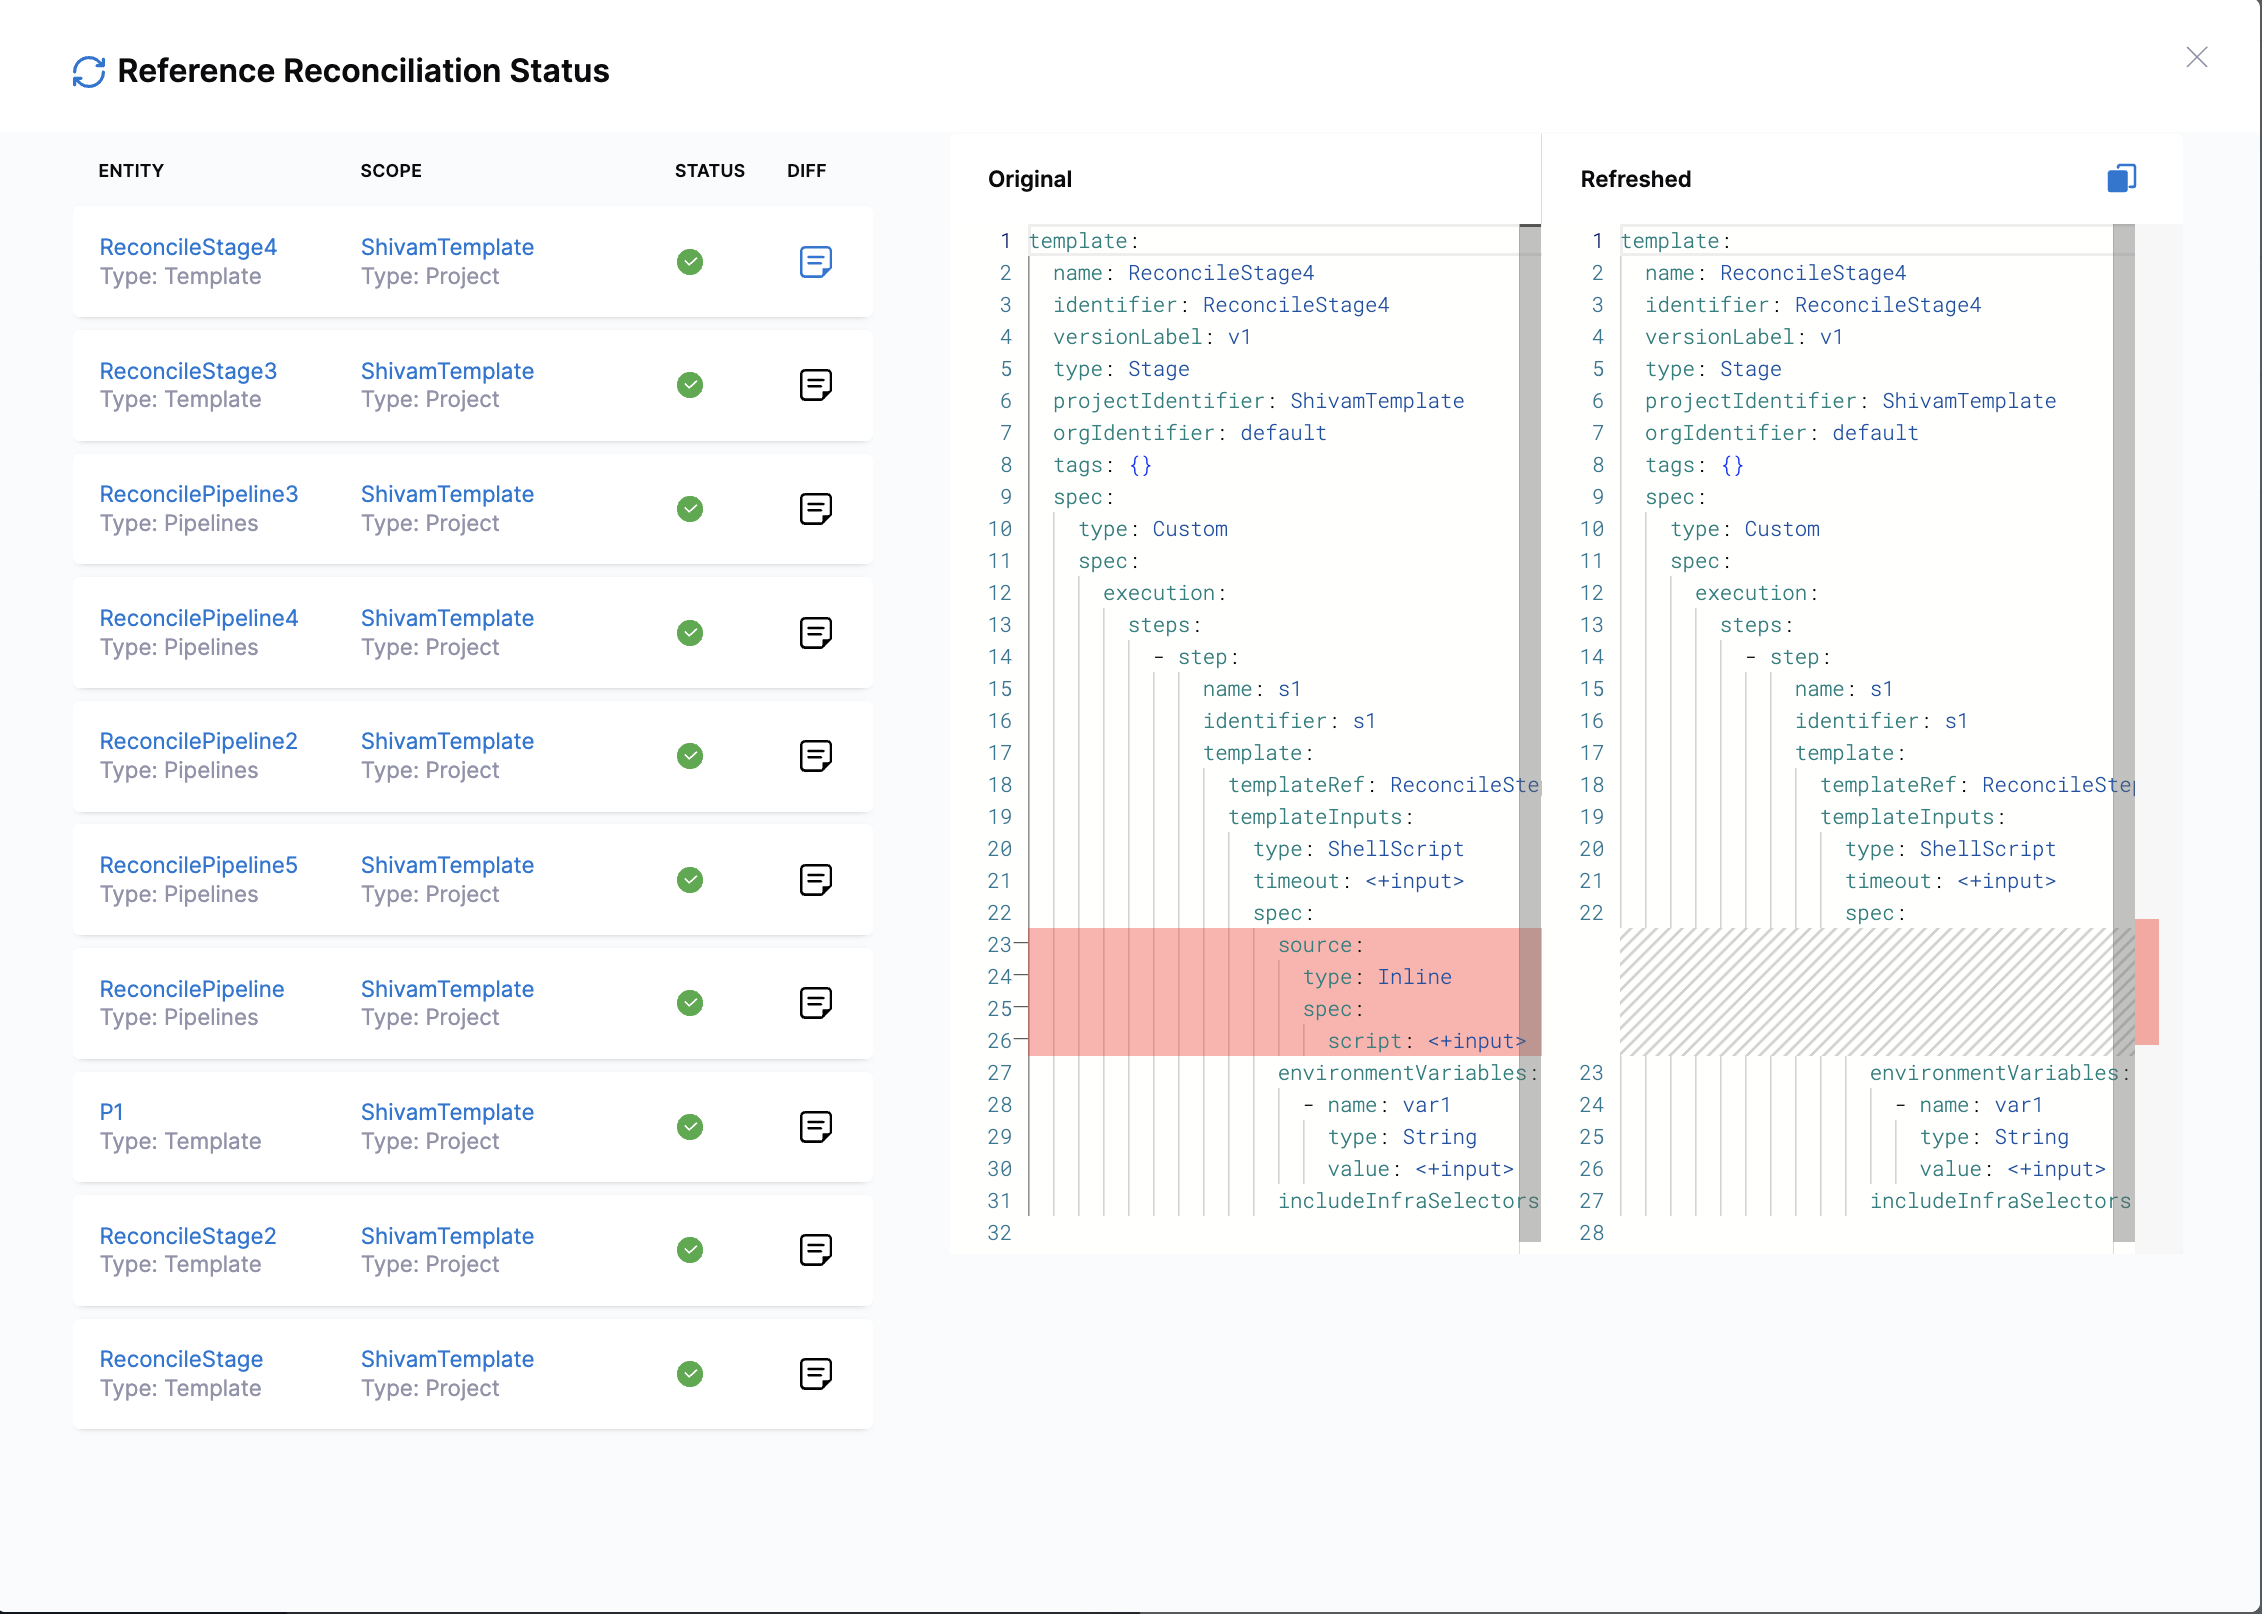 Reference Reconciliation Status
ENTITY SCOPE STATUS DIFF
ReconcileStage4 ShivamTemplate
Type: Template Type: Project
ReconcileStage3 ShivamTemplate
Type: Template Type: Project
ReconcilePipeline3 ShivamTemplate
Type: Pipelines Type: Project
ReconcilePipeline4 ShivamTemplate
Type: Pipelines Type: Project
ReconcilePipeline2 ShivamTemplate
Type: Pipelines Type: Project
ReconcilePipeline5 ShivamTemplate
Type: Pipelines Type: Project
ReconcilePipeline ShivamTemplate
Type: Pipelines Type: Project
P1 ShivamTemplate
Type: Template Type: Project
ReconcileStage2 ShivamTemplate
Type: Template Type: Project
ReconcileStage ShivamTemplate
Type: Template Type: Project
Original
1 template:
2 name: ReconcileStage4
3 identifier: ReconcileStage4
4 versionLabel: v1
5 type: Stage
6 projectIdentifier: ShivamTemplate
7 orgIdentifier: default
8 tags: {}
9 spec:
10 type: Custom
11 spec:
12 execution:
13 steps:
14 - step:
15 name: s1
16 identifier: s1
17 template:
18 templateRef: ReconcileStep
19 templateInputs:
20 type: ShellScript
21 timeout: <+input>
22 spec:
23 source:
24 type: Inline
25 spec:
26 script: <+input>
27 environmentVariables:
28 - name: var1
29 type: String
30 value: <+input>
31 includeInfraSelectors
32
Refreshed
1 template:
2 name: ReconcileStage4
3 identifier: ReconcileStage4
4 versionLabel: v1
5 type: Stage
6 projectIdentifier: ShivamTemplate
7 orgIdentifier: default
8 tags: {}
9 spec:
10 type: Custom
11 spec:
12 execution:
13 steps:
14 - step:
15 name: s1
16 identifier: s1
17 template:
18 templateRef: ReconcileStep
19 templateInputs:
20 type: ShellScript
21 timeout: <+input>
22 spec:
23 environmentVariables:
24 - name: var1
25 type: String
26 value: <+input>
27 includeInfraSelectors
28